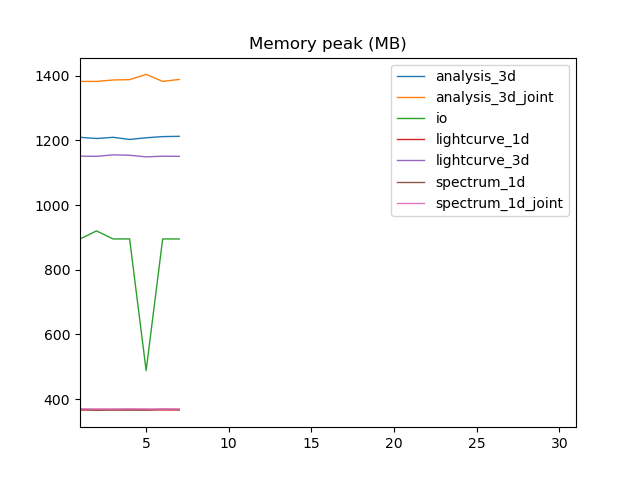 Memory peak (MB)
1400
1200
1000
800
600
400
5
10
15
20
25
30
analysis_3d
analysis_3d_joint
io
lightcurve_1d
lightcurve_3d
spectrum_1d
spectrum_1d_joint